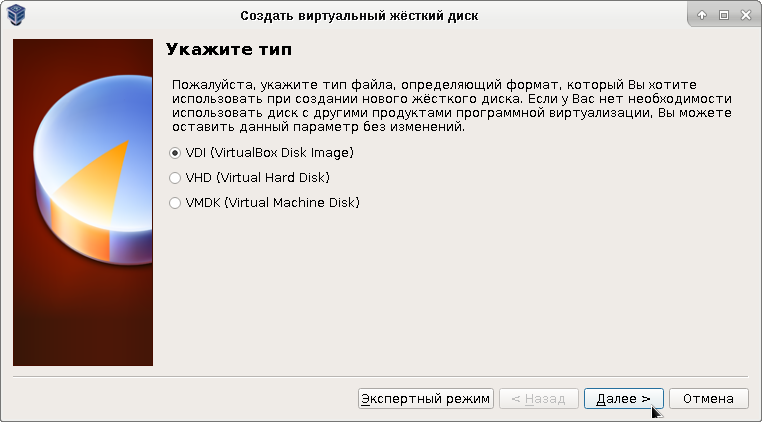 Создать виртуальный жёсткий диск
Укажите тип
Пожалуйста, укажите тип файла, определяющий формат, который Вы хотите
использовать при создании нового жёсткого диска. Если у Вас нет необходимости
использовать диск с другими продуктами программной виртуализации, Вы можете
оставить данный параметр без изменений.
VDI (VirtualBox Disk Image)
VHD (Virtual Hard Disk)
VMDK (Virtual Machine Disk)
Экспертный режим
< Назад
Далее >
Отмена